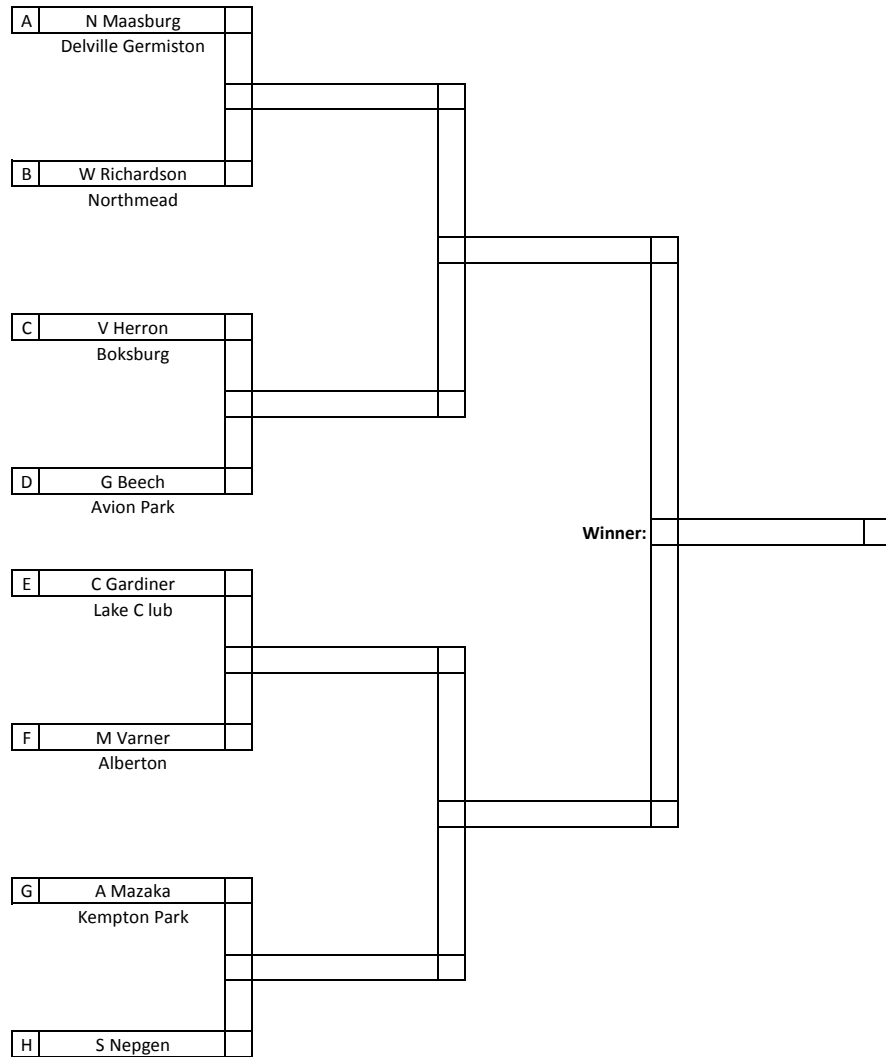 A N Maasburg
Delville Germiston
B W Richardson
Northmead
C V Herron
Boksburg
D G Beech
Avion Park
Winner:
E C Gardiner
Lake C lub
F M Varner
Alberton
G A Mazaka
Kempton Park
H S Nepgen